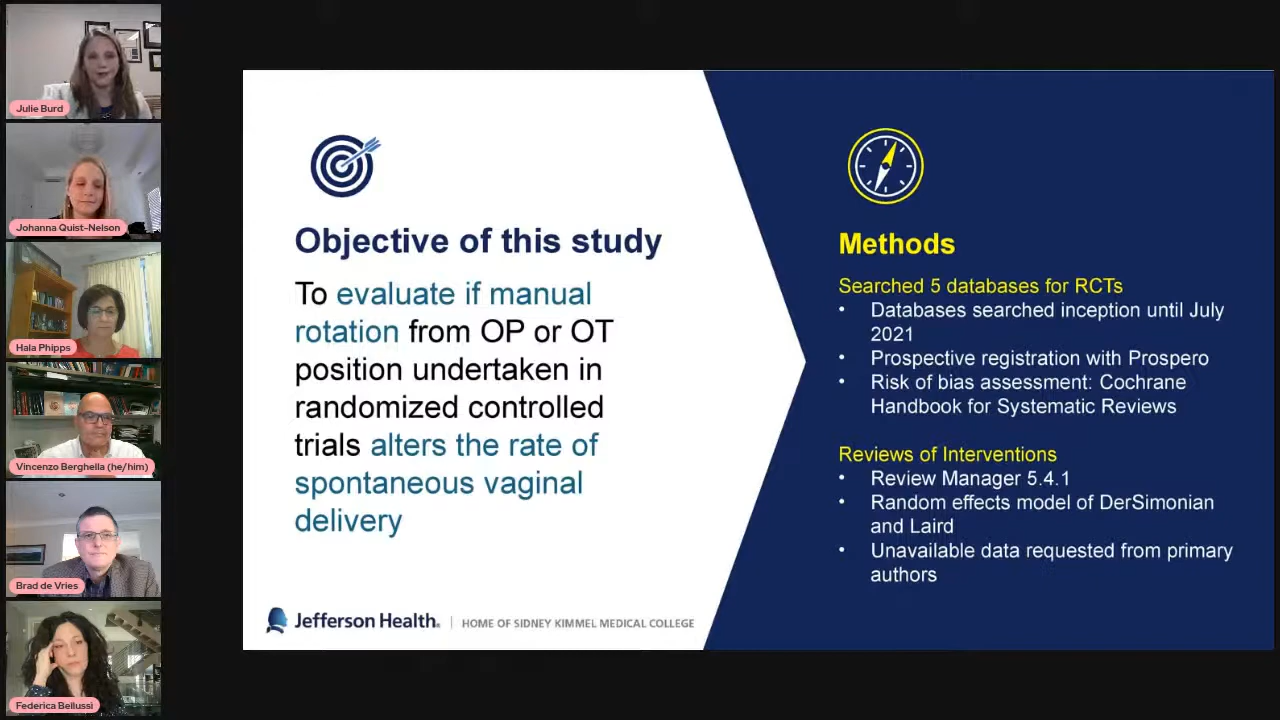 Julie Burd
Johanna Quist-Nelson
Hala Phipps
Vincenzo Berghella (he/him)
Brad de Vries
Federica Bellussi
Objective of this study
To evaluate if manual
rotation from OP or OT
position undertaken in
randomized controlled
trials alters the rate of
spontaneous vaginal
delivery
Jefferson Health. | HOME OF SIDNEY KIMMEL MEDICAL COLLEGE
Methods
Searched 5 databases for RCTs
• Databases searched inception until July
2021
• Prospective registration with Prospero
• Risk of bias assessment: Cochrane
Handbook for Systematic Reviews
Reviews of Interventions
• Review Manager 5.4.1
• Random effects model of DerSimonian
and Laird
• Unavailable data requested from primary
authors